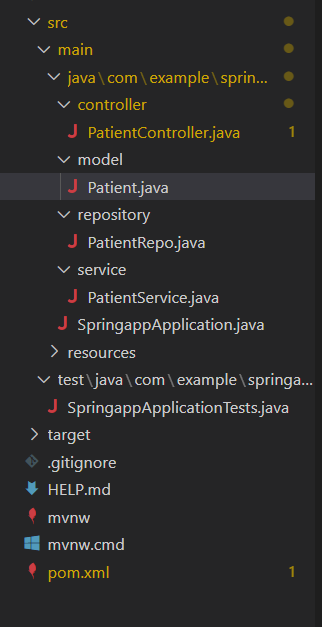 src
main
java\com\example\sprin...
controller
PatientController.java 1
model
Patient.java
repository
PatientRepo.java
service
PatientService.java
SpringappApplication.java
resources
test\java\com\example\springa...
SpringappApplicationTests.java
target
.gitignore
HELP.md
mvnw
mvnw.cmd
pom.xml 1